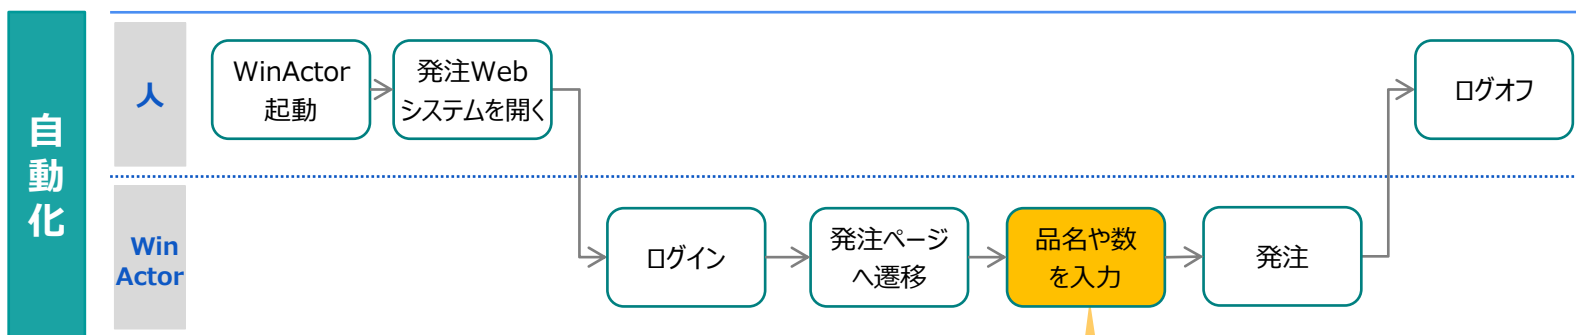 自動化
人
WinActor
起動
発注Web
システムを開く
ログオフ
Win
Actor
ログイン
発注ページ
へ遷移
品名や数
を入力
発注